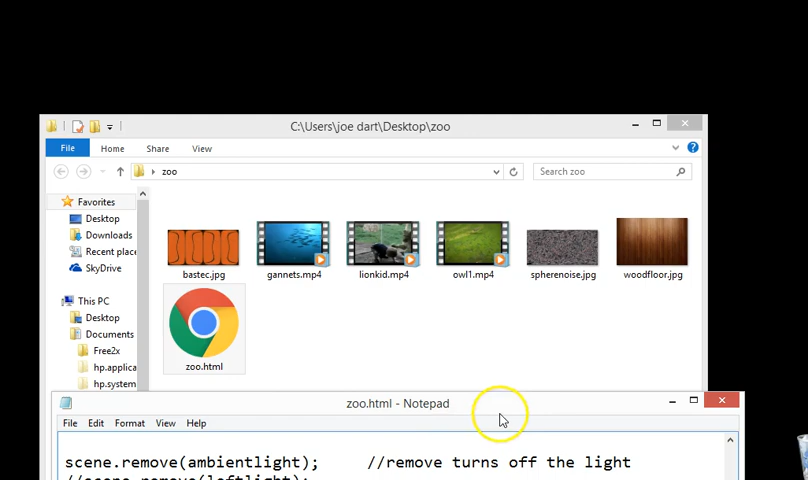 C:\Users\joe dart\Desktop\zoo
File Home Share View
zoo Search zoo
Favorites
Desktop
Downloads
Recent place
SkyDrive
This PC
Desktop
Documents
Free2x
hp.applica
hp.system
bastec.jpg gannets.mp4 lionkid.mp4 owl1.mp4 spherenoise.jpg woodfloor.jpg
zoo.html
zoo.html - Notepad
File Edit Format View Help
scene.remove(ambientlight); //remove turns off the light
//scene.remove(leftlight);